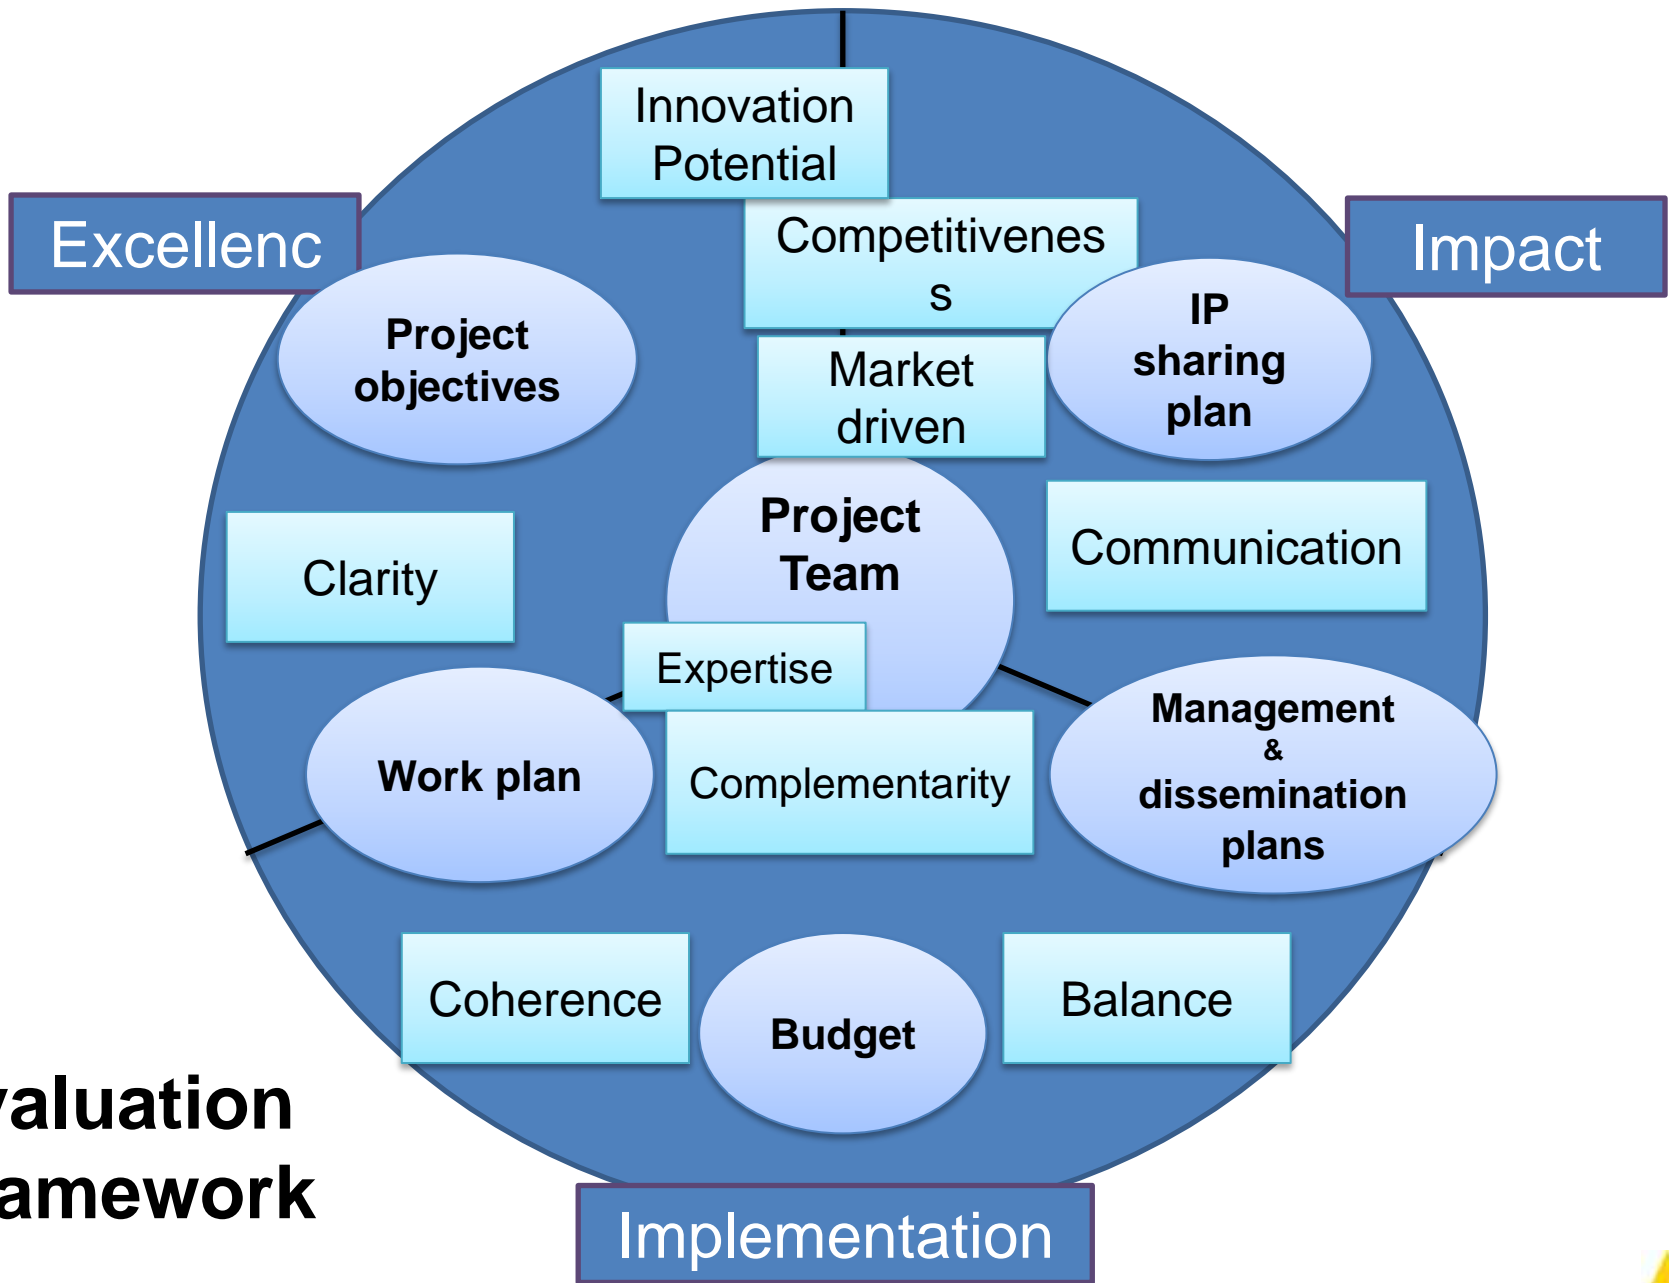 Innovation
Potential
Excellenc
Impact
Competitivenes
s
Project
objectives
IP
sharing
plan
Market
driven
Project
Team
Clarity
Communication
Expertise
Work plan
Complementarity
Management
&
dissemination
plans
Coherence
Budget
Balance
valuation
amework
Implementation